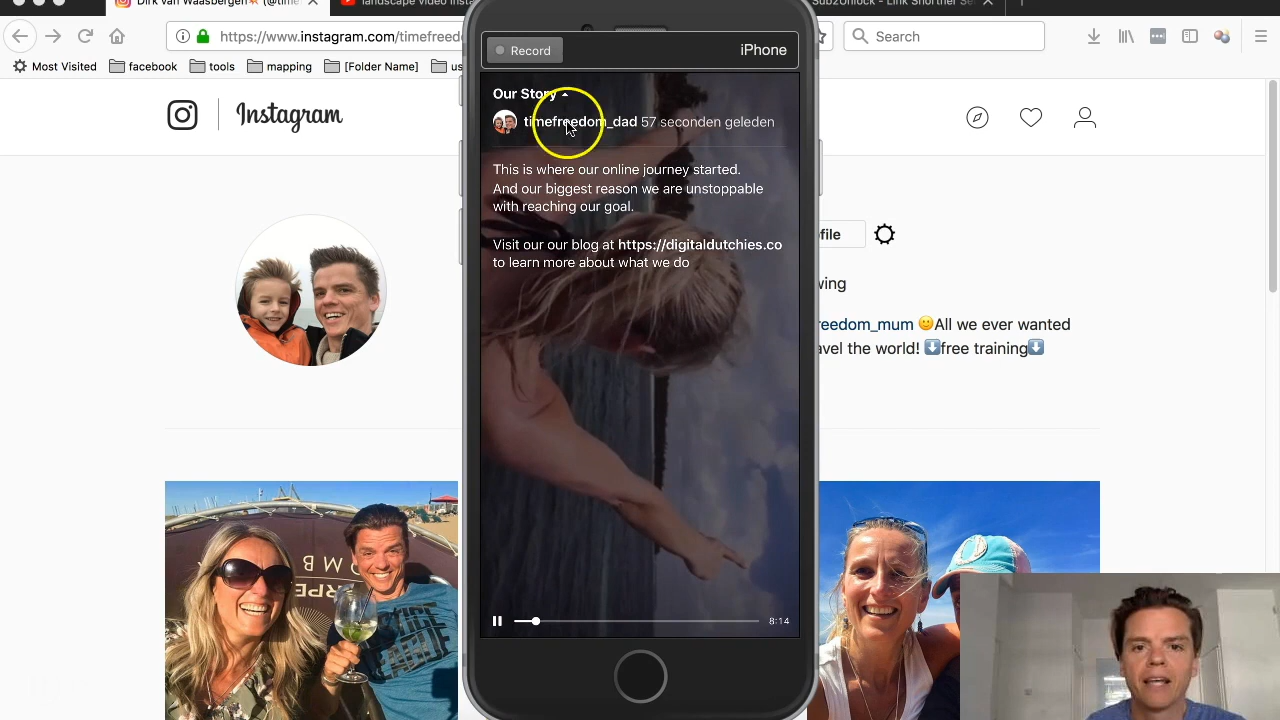 Dirk van Waasbergen
landscape video insta
Sub2Unlock - Link Shortner Se
https://www.instagram.com/timefreed
Search
Most Visited
facebook
tools
mapping
[Folder Name]
us
Record
iPhone
Instagram
Our Story
timefreedom_dad 57 seconden geleden
This is where our online journey started.
And our biggest reason we are unstoppable
with reaching our goal.
Visit our our blog at https://digitaldutchies.co
to learn more about what we do
file
wing
reedom_mum 🙂All we ever wanted
avel the world! ⬇️free training⬇️
8:14